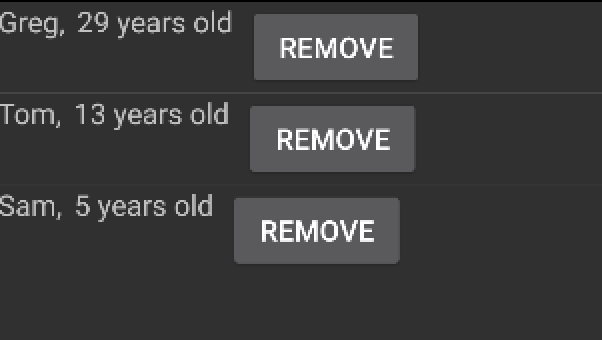 Greg, 29 years old REMOVE
Tom, 13 years old REMOVE
Sam, 5 years old REMOVE